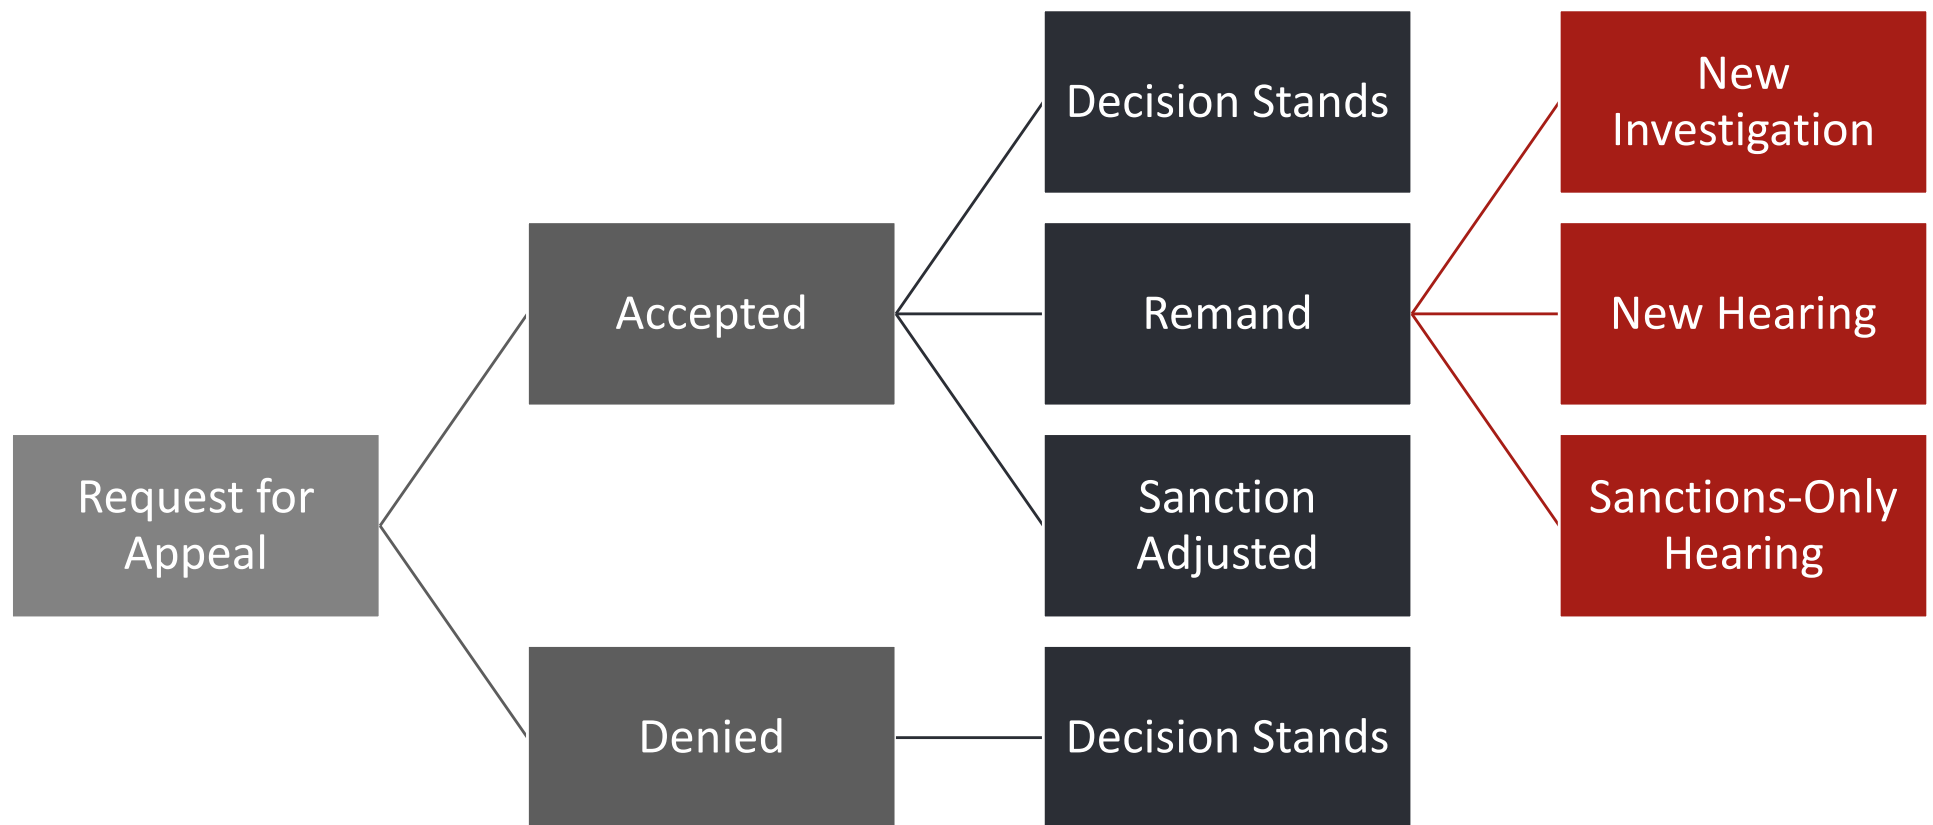 Request for
Appeal
Accepted
Decision Stands
Remand
New
Investigation
New Hearing
Sanctions-Only
Hearing
Sanction
Adjusted
Denied
Decision Stands